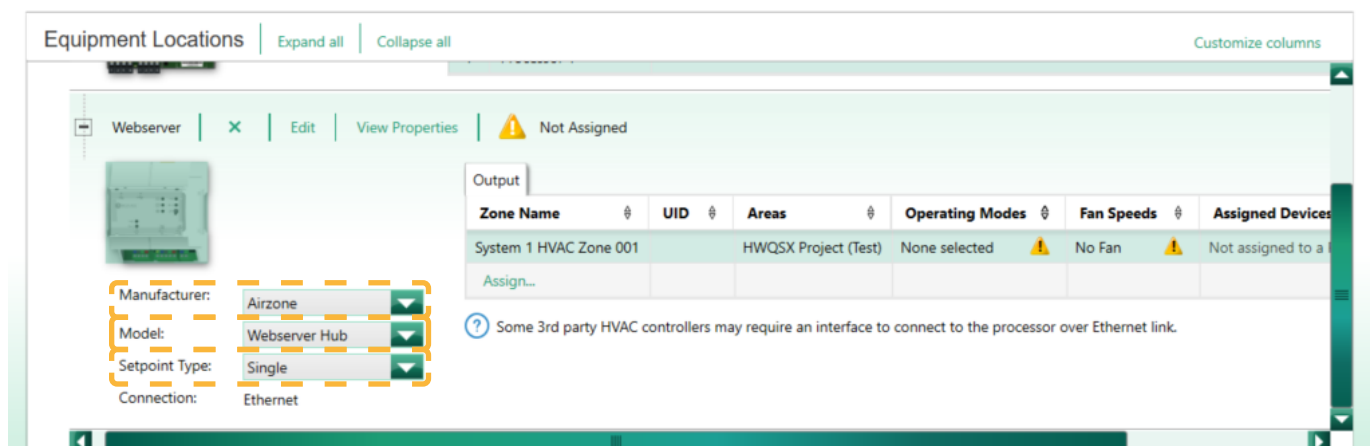 Equipment Locations Expand all Collapse all Customize columns
Webserver × Edit View Properties Not Assigned
Output
Zone Name UID Areas Operating Modes Fan Speeds Assigned Devices
System 1 HVAC Zone 001 HWQSX Project (Test) None selected No Fan Not assigned to a
Assign...
Manufacturer: Airzone
Model: Webserver Hub
Setpoint Type: Single
Connection: Ethernet
? Some 3rd party HVAC controllers may require an interface to connect to the processor over Ethernet link.